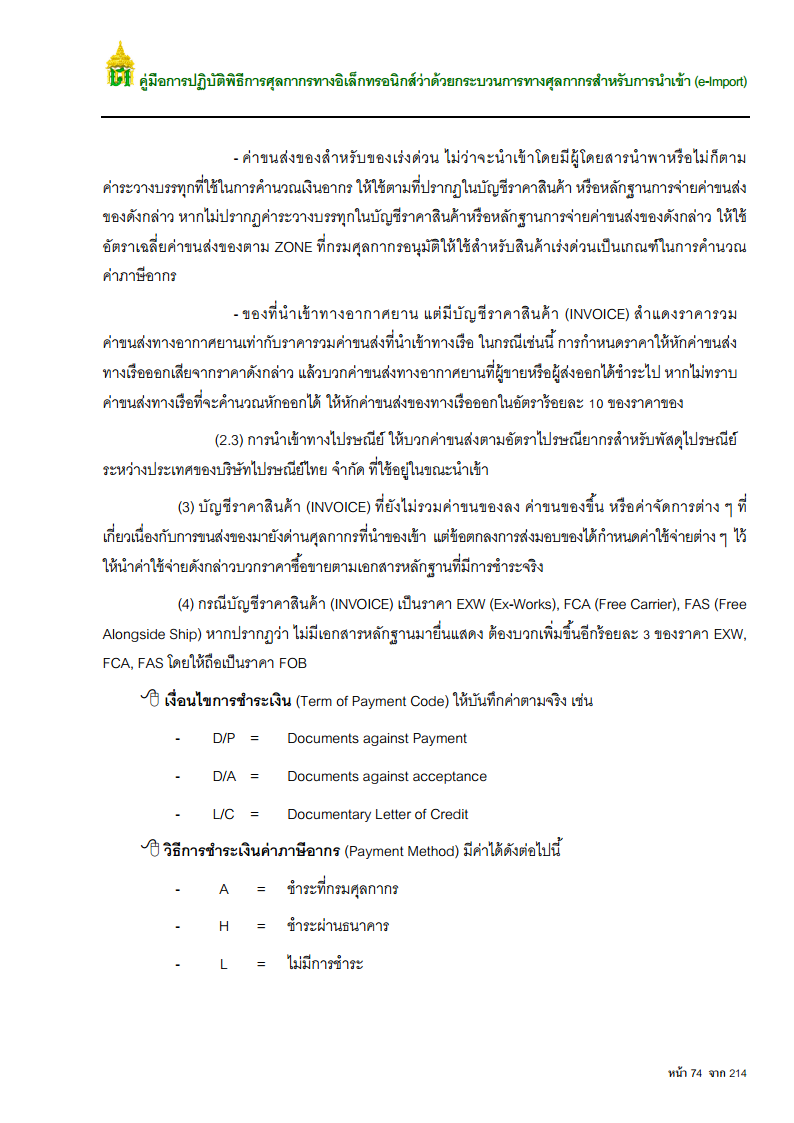 คู่มือการปฏิบัติพิธีการศุลกากรทางอิเล็กทรอนิกส์ว่าด้วยกระบวนการทางศุลกากรสำหรับการนำเข้า (e-Import)
- ค่าขนส่งของสำหรับของเร่งด่วน ไม่ว่าจะนำเข้าโดยมีผู้โดยสารนำพาหรือไม่ก็ตาม
ค่าระวางบรรทุกที่ใช้ในการคำนวณเงินอากร ให้ใช้ตามที่ปรากฏในบัญชีราคาสินค้า หรือหลักฐานการจ่ายค่าขนส่ง
ของดังกล่าว หากไม่ปรากฏค่าระวางบรรทุกในบัญชีราคาสินค้าหรือหลักฐานการจ่ายค่าขนส่งของดังกล่าว ให้ใช้
อัตราเฉลี่ยค่าขนส่งของตาม ZONE ที่กรมศุลกากรอนุมัติให้ใช้สำหรับสินค้าเร่งด่วนเป็นเกณฑ์ในการคำนวณ
ค่าภาษีอากร
- ของที่นำเข้าทางอากาศยาน แต่มีบัญชีราคาสินค้า (INVOICE) สำแดงราคารวม
ค่าขนส่งทางอากาศยานเท่ากับราคารวมค่าขนส่งที่นำเข้าทางเรือ ในกรณีเช่นนี้ การกำหนดราคาให้หักค่าขนส่ง
ทางเรือออกเสียจากราคาดังกล่าว แล้วบวกค่าขนส่งทางอากาศยานที่ผู้ขายหรือผู้ส่งออกได้ชำระไป หากไม่ทราบ
ค่าขนส่งทางเรือที่จะคำนวณหักออกได้ ให้หักค่าขนส่งของทางเรือออกในอัตราร้อยละ 10 ของราคาของ
(2.3) การนำเข้าทางไปรษณีย์ ให้บวกค่าขนส่งตามอัตราไปรษณียากรสำหรับพัสดุไปรษณีย์
ระหว่างประเทศของบริษัทไปรษณีย์ไทย จำกัด ที่ใช้อยู่ในขณะนำเข้า
(3) บัญชีราคาสินค้า (INVOICE) ที่ยังไม่รวมค่าขนของลง ค่าขนของขึ้น หรือค่าจัดการต่าง ๆ ที่
เกี่ยวเนื่องกับการขนส่งของมายังด่านศุลกากรที่นำของเข้า แต่ข้อตกลงการส่งมอบของได้กำหนดค่าใช้จ่ายต่าง ๆ ไว้
ให้นำค่าใช้จ่ายดังกล่าวบวกราคาซื้อขายตามเอกสารหลักฐานที่มีการชำระจริง
(4) กรณีบัญชีราคาสินค้า (INVOICE) เป็นราคา EXW (Ex-Works), FCA (Free Carrier), FAS (Free
Alongside Ship) หากปรากฏว่า ไม่มีเอกสารหลักฐานมายื่นแสดง ต้องบวกเพิ่มขึ้นอีกร้อยละ 3 ของราคา EXW,
FCA, FAS โดยให้ถือเป็นราคา FOB
เงื่อนไขการชำระเงิน (Term of Payment Code) ให้บันทึกค่าตามจริง เช่น
- D/P = Documents against Payment
- D/A = Documents against acceptance
- L/C = Documentary Letter of Credit
วิธีการชำระเงินค่าภาษีอากร (Payment Method) มีค่าได้ดังต่อไปนี้
- A = ชำระที่กรมศุลกากร
- H = ชำระผ่านธนาคาร
- L = ไม่มีการชำระ
หน้า 74 จาก 214